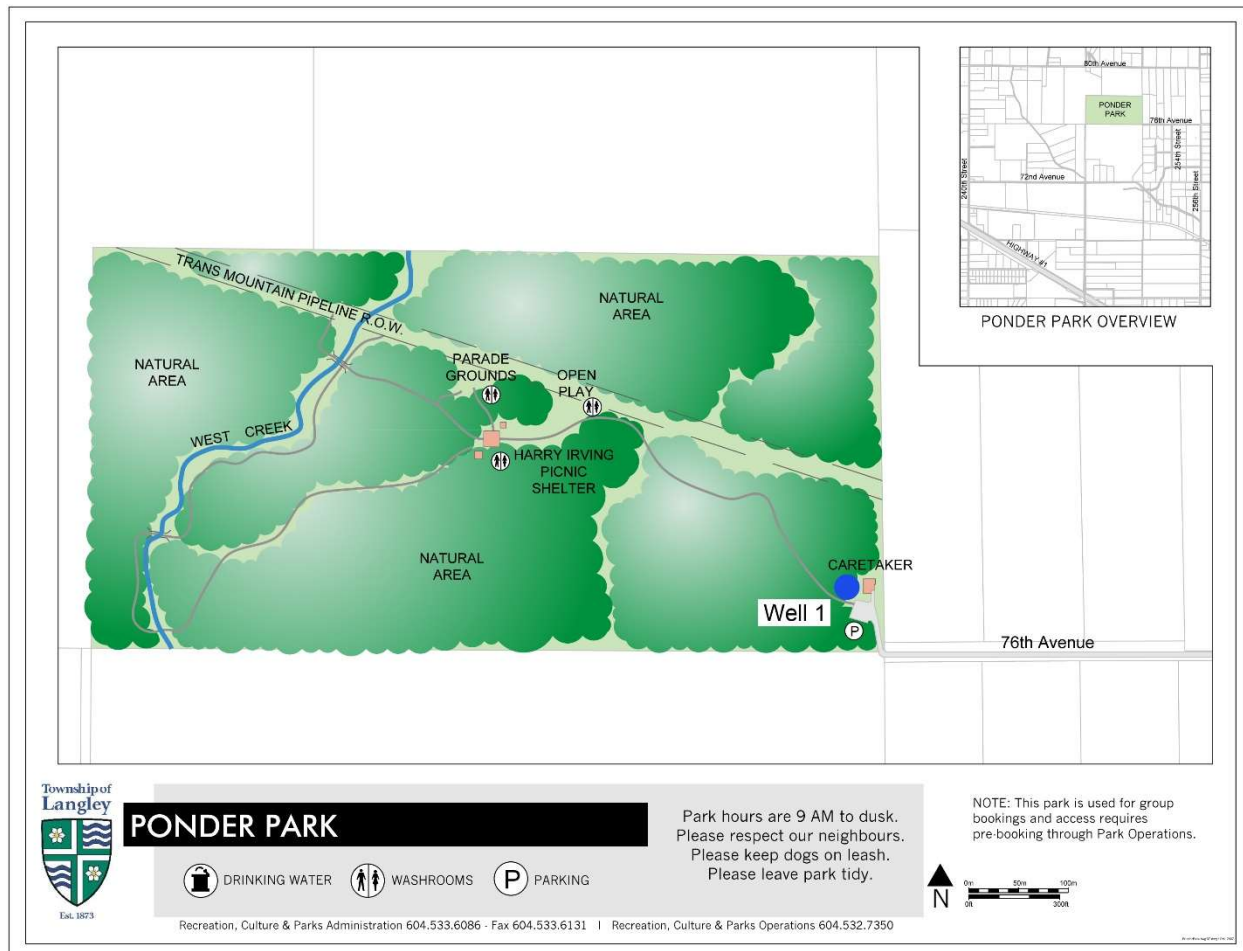 80th Avenue
PONDER
PARK
76th Avenue
254th Street
240th Street
72nd Avenue
256th Street
HIGHWAY #1
PONDER PARK OVERVIEW
TRANS MOUNTAIN PIPELINE R.O.W.
NATURAL
AREA
NATURAL
AREA
PARADE
GROUNDS
OPEN
PLAY
WEST CREEK
HARRY IRVING
PICNIC
SHELTER
NATURAL
AREA
CARETAKER
Well 1
P
76th Avenue
Township of
Langley
Est. 1873
PONDER PARK
DRINKING WATER
WASHROOMS
P PARKING
Park hours are 9 AM to dusk.
Please respect our neighbours.
Please keep dogs on leash.
Please leave park tidy.
NOTE: This park is used for group
bookings and access requires
pre-booking through Park Operations.
N
0m 50m 100m
0ft 300ft
Recreation, Culture & Parks Administration 604.533.6086 - Fax 604.533.6131 I Recreation, Culture & Parks Operations 604.532.7350